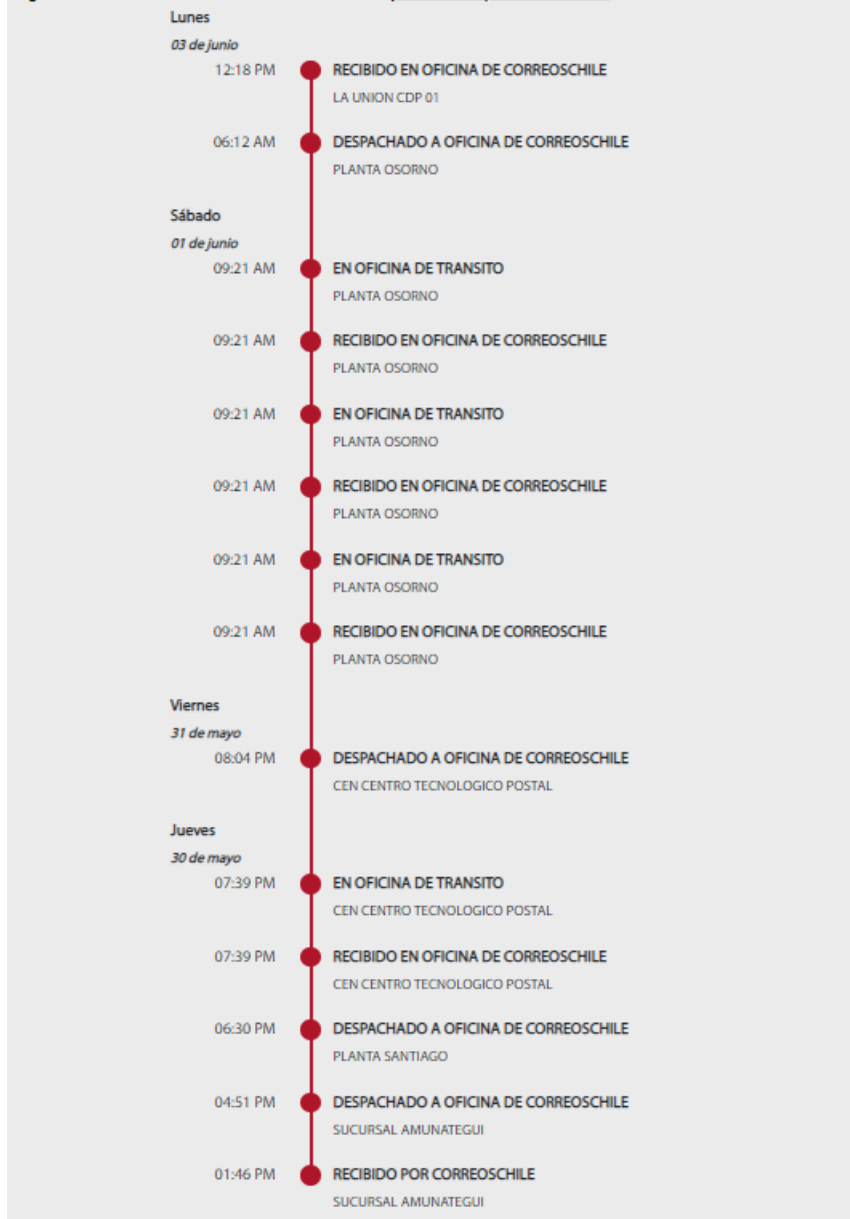 Lunes
03 de junio
12:18 PM RECIBIDO EN OFICINA DE CORREOSCHILE
LA UNION CDP 01
06:12 AM DESPACHADO A OFICINA DE CORREOSCHILE
PLANTA OSORNO
Sábado
01 de junio
09:21 AM EN OFICINA DE TRANSITO
PLANTA OSORNO
09:21 AM RECIBIDO EN OFICINA DE CORREOSCHILE
PLANTA OSORNO
09:21 AM EN OFICINA DE TRANSITO
PLANTA OSORNO
09:21 AM RECIBIDO EN OFICINA DE CORREOSCHILE
PLANTA OSORNO
09:21 AM EN OFICINA DE TRANSITO
PLANTA OSORNO
09:21 AM RECIBIDO EN OFICINA DE CORREOSCHILE
PLANTA OSORNO
Viernes
31 de mayo
08:04 PM DESPACHADO A OFICINA DE CORREOSCHILE
CEN CENTRO TECNOLOGICO POSTAL
Jueves
30 de mayo
07:39 PM EN OFICINA DE TRANSITO
CEN CENTRO TECNOLOGICO POSTAL
07:39 PM RECIBIDO EN OFICINA DE CORREOSCHILE
CEN CENTRO TECNOLOGICO POSTAL
06:30 PM DESPACHADO A OFICINA DE CORREOSCHILE
PLANTA SANTIAGO
04:51 PM DESPACHADO A OFICINA DE CORREOSCHILE
SUCURSAL AMUNATEGUI
01:46 PM RECIBIDO POR CORREOSCHILE
SUCURSAL AMUNATEGUI